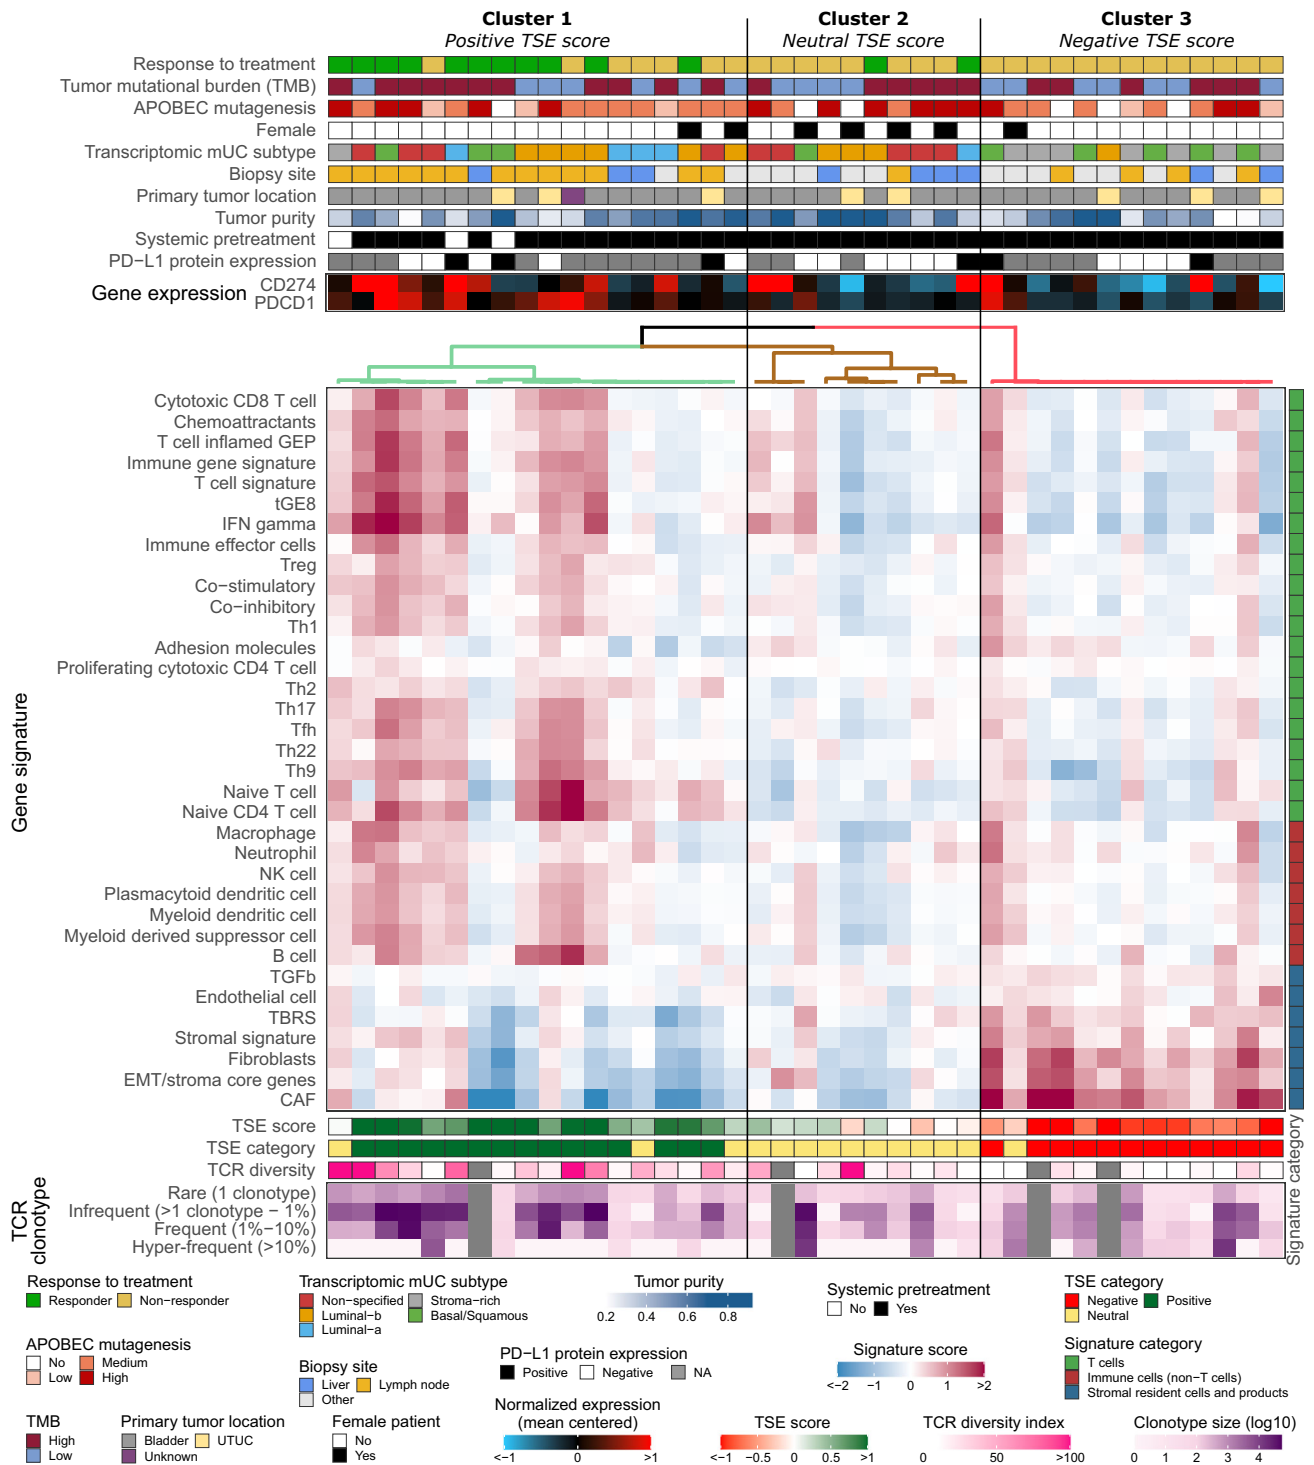 Cluster 1 Cluster 2 Cluster 3
Positive TSE score Neutral TSE score Negative TSE score
Response to treatment
Tumor mutational burden (TMB)
APOBEC mutagenesis
Female
Transcriptomic mUC subtype
Biopsy site
Primary tumor location
Tumor purity
Systemic pretreatment
PD−L1 protein expression
Gene expression
CD274
PDCD1
Gene signature
Cytotoxic CD8 T cell
Chemoattractants
T cell inflamed GEP
Immune gene signature
T cell signature
tGE8
IFN gamma
Immune effector cells
Treg
Co−stimulatory
Co−inhibitory
Th1
Adhesion molecules
Proliferating cytotoxic CD4 T cell
Th2
Th17
Tfh
Th22
Th9
Naive T cell
Naive CD4 T cell
Macrophage
Neutrophil
NK cell
Plasmacytoid dendritic cell
Myeloid dendritic cell
Myeloid derived suppressor cell
B cell
TGFb
Endothelial cell
TBRS
Stromal signature
Fibroblasts
EMT/stroma core genes
CAF
Signature category
TSE score
TSE category
TCR diversity
TCR
clonotype
Rare (1 clonotype)
Infrequent (>1 clonotype − 1%)
Frequent (1%−10%)
Hyper−frequent (>10%)
Response to treatment
Responder Non−responder
APOBEC mutagenesis
No Medium
Low High
TMB
High
Low
Primary tumor location
Bladder UTUC
Unknown
Transcriptomic mUC subtype
Non−specified Stroma−rich
Luminal−b Basal/Squamous
Luminal−a
Biopsy site
Liver Lymph node
Other
Female patient
No
Yes
Tumor purity
0.2 0.4 0.6 0.8
PD−L1 protein expression
Positive Negative NA
Normalized expression
(mean centered)
<−1 0 >1
Systemic pretreatment
No Yes
Signature score
<−2 −1 0 1 >2
TSE score
<−1 −0.5 0 0.5 >1
TCR diversity index
0 50 >100
TSE category
Negative Positive
Neutral
Signature category
T cells
Immune cells (non−T cells)
Stromal resident cells and products
Clonotype size (log10)
0 1 2 3 4